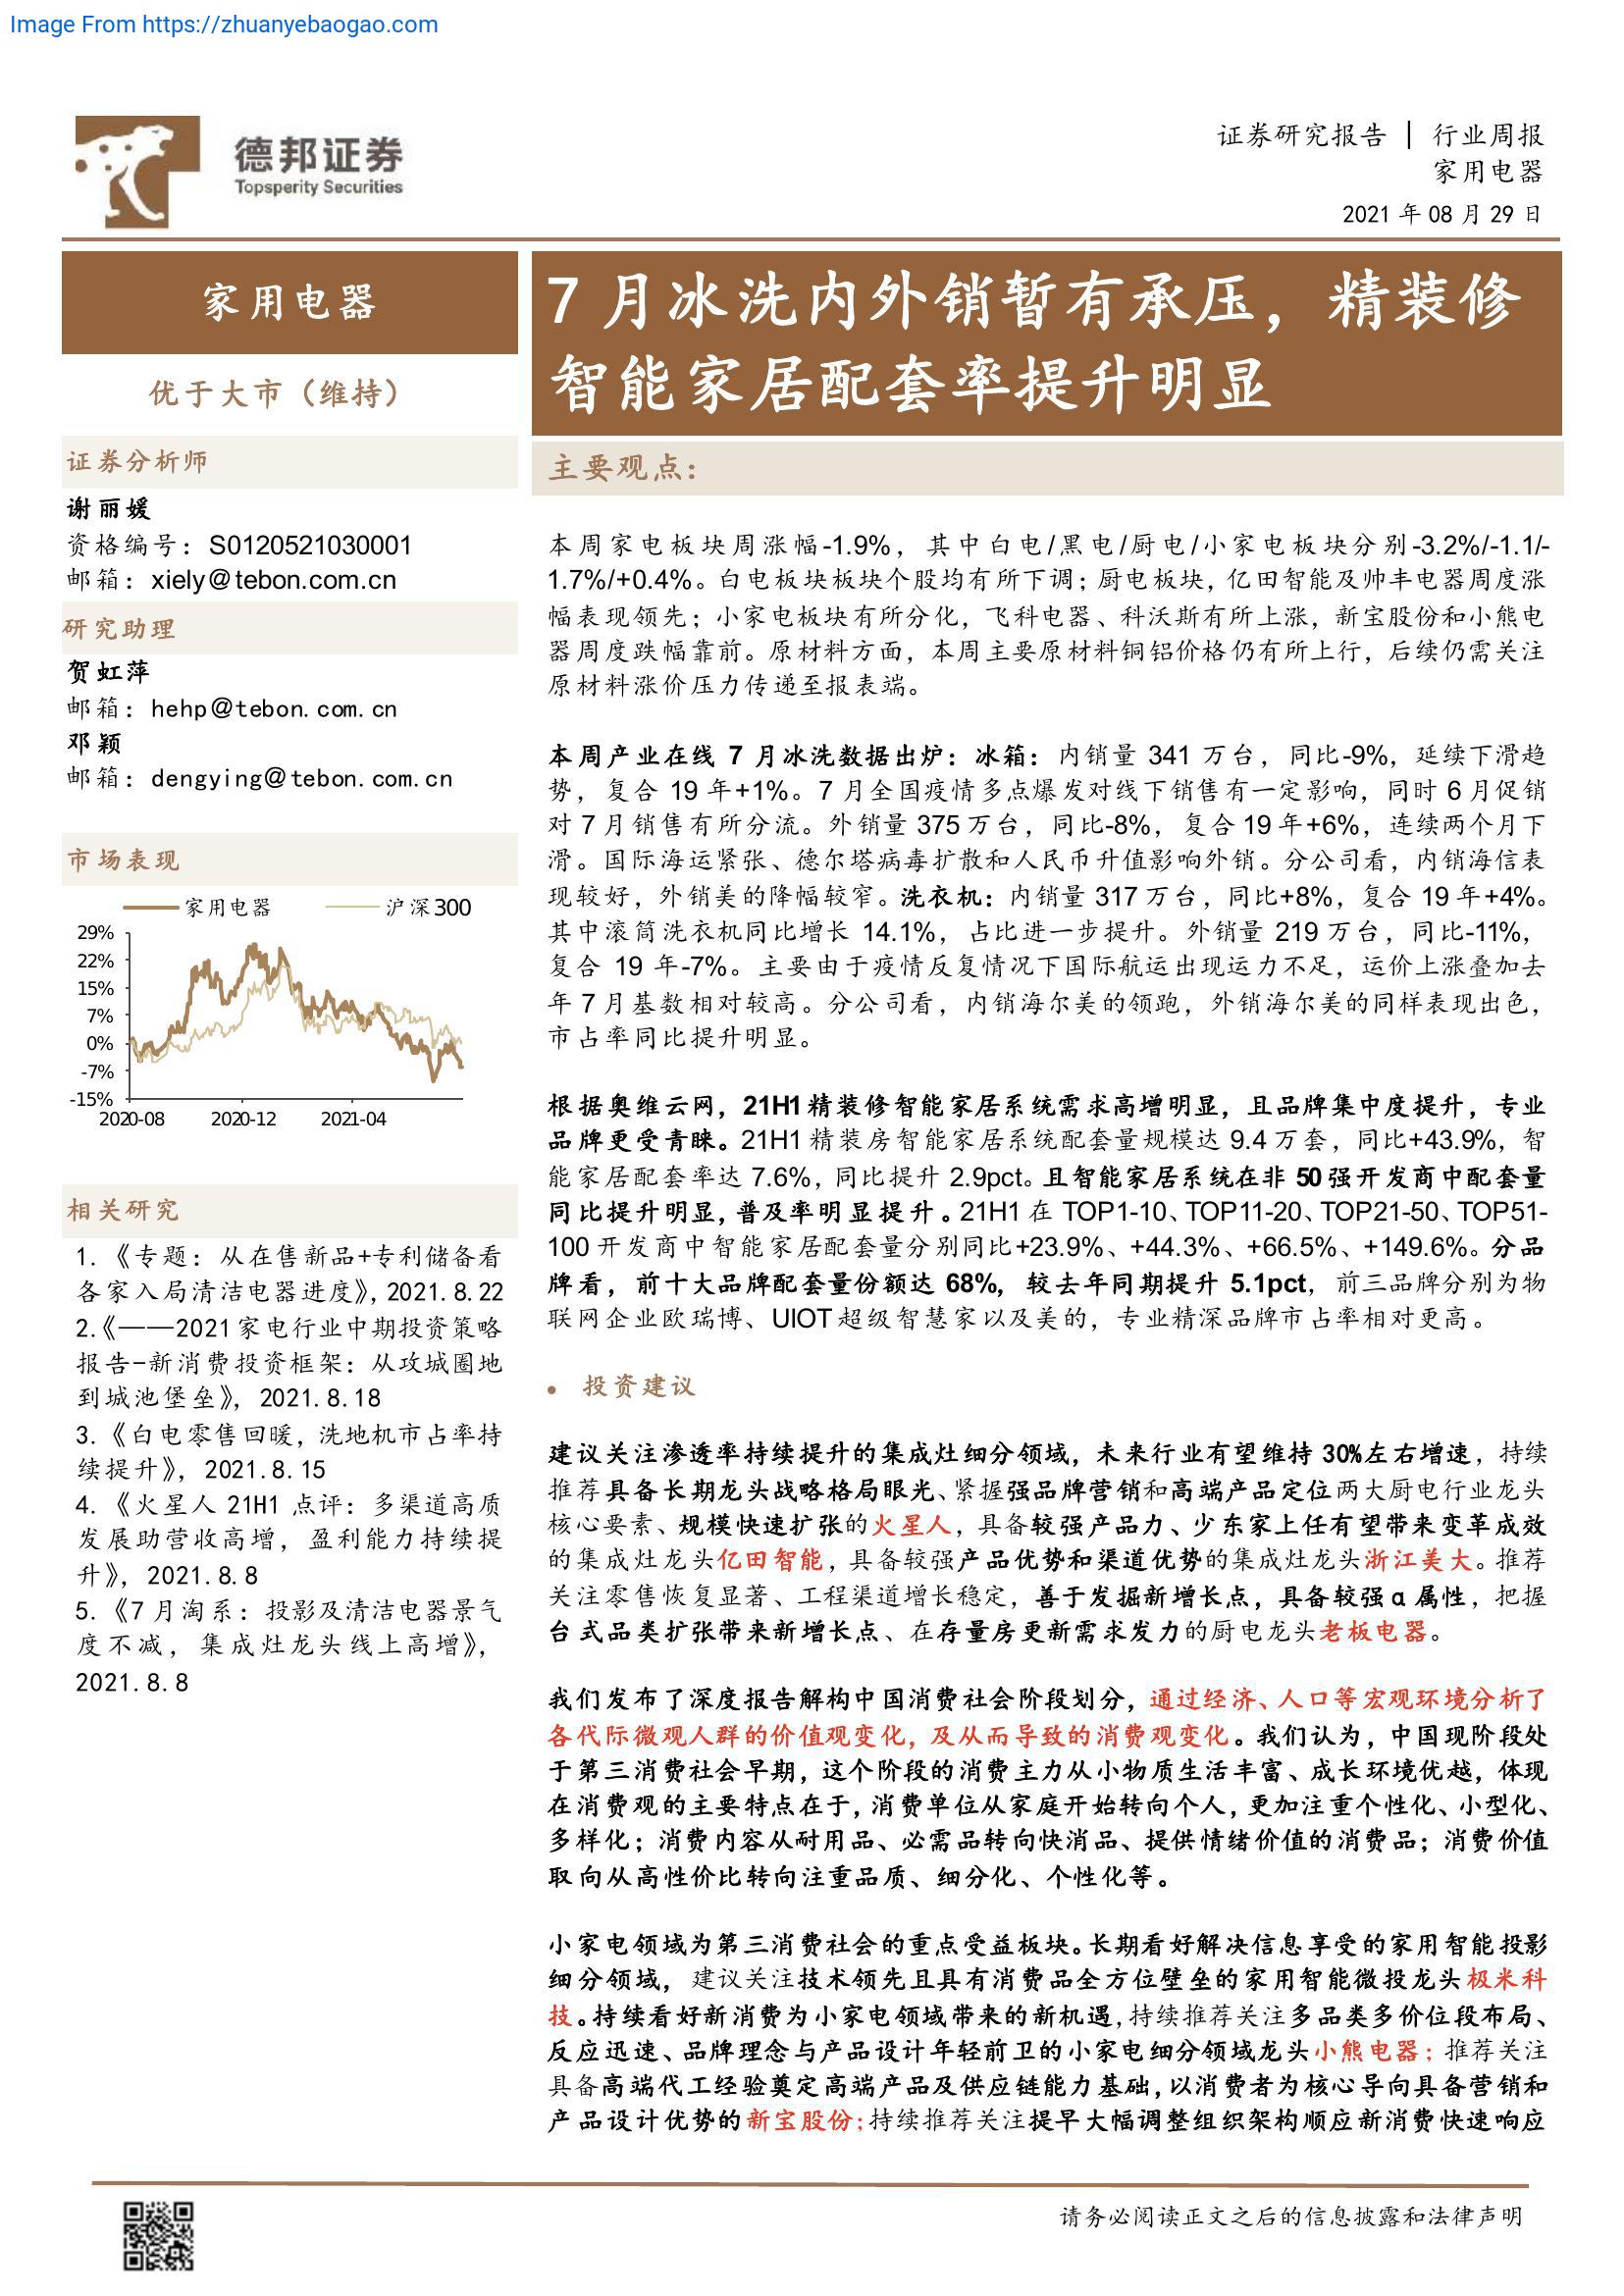 Image From https://zhuanyebaogao.com
德邦证券
Topsperity Securities
证券研究报告 | 行业周报
家用电器
2021 年 08 月 29 日
家用电器
优于大市（维持）
证券分析师
谢丽媛
资格编号：S0120521030001
邮箱：xiely@tebon.com.cn
研究助理
贺虹萍
邮箱：hehp@tebon.com.cn
邓颖
邮箱：dengying@tebon.com.cn
市场表现
家用电器 沪深300
29%
22%
15%
7%
0%
-7%
-15%
2020-08 2020-12 2021-04
相关研究
1.《专题：从在售新品+专利储备看
各家入局清洁电器进度》，2021.8.22
2.《——2021家电行业中期投资策略
报告-新消费投资框架：从攻城圈地
到城池堡垒》，2021.8.18
3.《白电零售回暖，洗地机市占率持
续提升》，2021.8.15
4.《火星人 21H1 点评：多渠道高质
发展助营收高增，盈利能力持续提
升》，2021.8.8
5.《7 月淘系：投影及清洁电器景气
度不减，集成灶龙头线上高增》，
2021.8.8
7 月冰洗内外销暂有承压，精装修
智能家居配套率提升明显
主要观点：
本周家电板块周涨幅-1.9%，其中白电/黑电/厨电/小家电板块分别-3.2%/-1.1/-
1.7%/+0.4%。白电板块板块个股均有所下调；厨电板块，亿田智能及帅丰电器周度涨
幅表现领先；小家电板块有所分化，飞科电器、科沃斯有所上涨，新宝股份和小熊电
器周度跌幅靠前。原材料方面，本周主要原材料铜铝价格仍有所上行，后续仍需关注
原材料涨价压力传递至报表端。
本周产业在线 7 月冰洗数据出炉：冰箱：内销量 341 万台，同比-9%，延续下滑趋
势，复合 19 年+1%。7 月全国疫情多点爆发对线下销售有一定影响，同时 6 月促销
对 7 月销售有所分流。外销量 375 万台，同比-8%，复合 19 年+6%，连续两个月下
滑。国际海运紧张、德尔塔病毒扩散和人民币升值影响外销。分公司看，内销海信表
现较好，外销美的降幅较窄。洗衣机：内销量 317 万台，同比+8%，复合 19 年+4%。
其中滚筒洗衣机同比增长 14.1%，占比进一步提升。外销量 219 万台，同比-11%，
复合 19 年-7%。主要由于疫情反复情况下国际航运出现运力不足，运价上涨叠加去
年 7 月基数相对较高。分公司看，内销海尔美的领跑，外销海尔美的同样表现出色，
市占率同比提升明显。
根据奥维云网，21H1 精装修智能家居系统需求高增明显，且品牌集中度提升，专业
品牌更受青睐。21H1 精装房智能家居系统配套量规模达 9.4 万套，同比+43.9%，智
能家居配套率达 7.6%，同比提升 2.9pct。且智能家居系统在非 50 强开发商中配套量
同比提升明显，普及率明显提升。21H1 在 TOP1-10、TOP11-20、TOP21-50、TOP51-
100 开发商中智能家居配套量分别同比+23.9%、+44.3%、+66.5%、+149.6%。分品
牌看，前十大品牌配套量份额达 68%，较去年同期提升 5.1pct，前三品牌分别为物
联网企业欧瑞博、UIOT超级智慧家以及美的，专业精深品牌市占率相对更高。
• 投资建议
建议关注渗透率持续提升的集成灶细分领域，未来行业有望维持 30%左右增速，持续
推荐具备长期龙头战略格局眼光、紧握强品牌营销和高端产品定位两大厨电行业龙头
核心要素、规模快速扩张的火星人，具备较强产品力、少东家上任有望带来变革成效
的集成灶龙头亿田智能，具备较强产品优势和渠道优势的集成灶龙头浙江美大。推荐
关注零售恢复显著、工程渠道增长稳定，善于发掘新增长点，具备较强 α 属性，把握
台式品类扩张带来新增长点、在存量房更新需求发力的厨电龙头老板电器。
我们发布了深度报告解构中国消费社会阶段划分，通过经济、人口等宏观环境分析了
各代际微观人群的价值观变化，及从而导致的消费观变化。我们认为，中国现阶段处
于第三消费社会早期，这个阶段的消费主力从小物质生活丰富、成长环境优越，体现
在消费观的主要特点在于，消费单位从家庭开始转向个人，更加注重个性化、小型化、
多样化；消费内容从耐用品、必需品转向快消品、提供情绪价值的消费品；消费价值
取向从高性价比转向注重品质、细分化、个性化等。
小家电领域为第三消费社会的重点受益板块。长期看好解决信息享受的家用智能投影
细分领域，建议关注技术领先且具有消费品全方位壁垒的家用智能微投龙头极米科
技。持续看好新消费为小家电领域带来的新机遇，持续推荐关注多品类多价位段布局、
反应迅速、品牌理念与产品设计年轻前卫的小家电细分领域龙头小熊电器；推荐关注
具备高端代工经验奠定高端产品及供应链能力基础，以消费者为核心导向具备营销和
产品设计优势的新宝股份；持续推荐关注提早大幅调整组织架构顺应新消费快速响应
请务必阅读正文之后的信息披露和法律声明